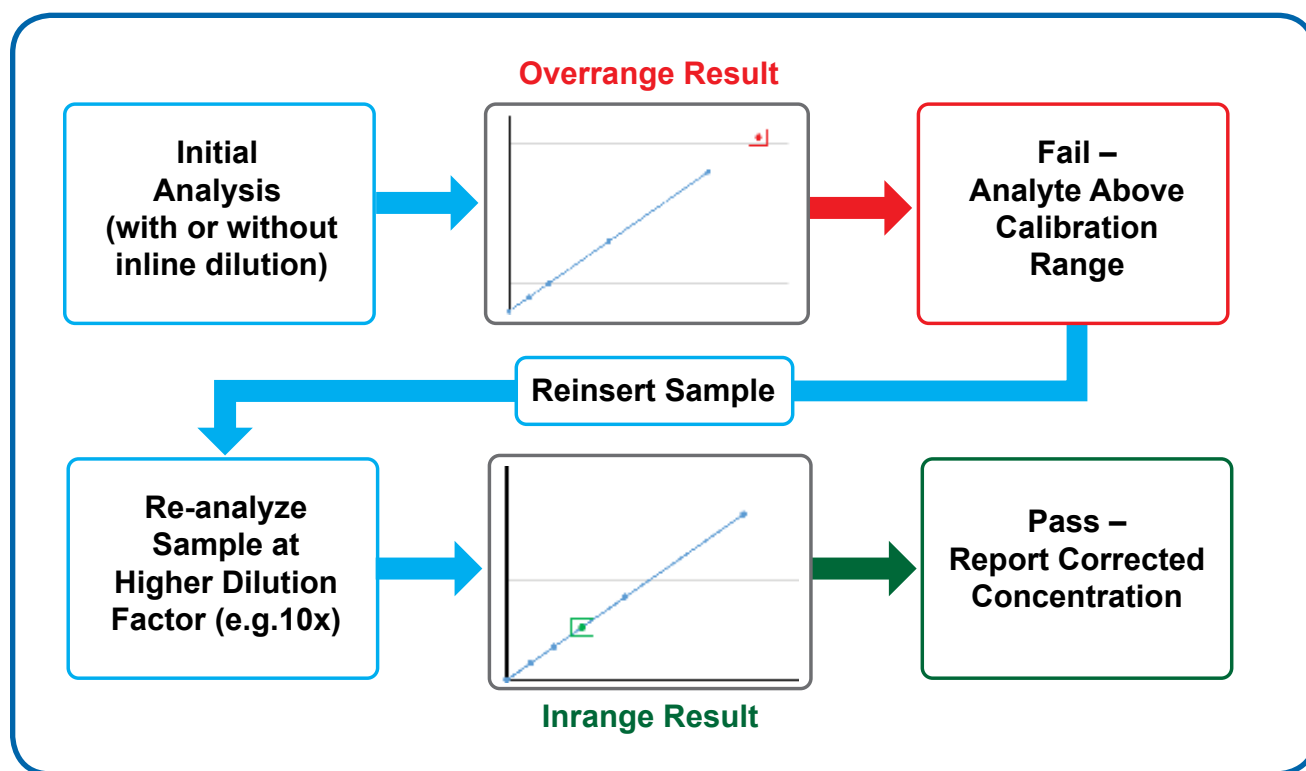 Overrange Result
Initial
Analysis
(with or without
inline dilution)
Fail –
Analyte Above
Calibration
Range
Reinsert Sample
Re-analyze
Sample at
Higher Dilution
Factor (e.g.10x)
Pass –
Report Corrected
Concentration
Inrange Result